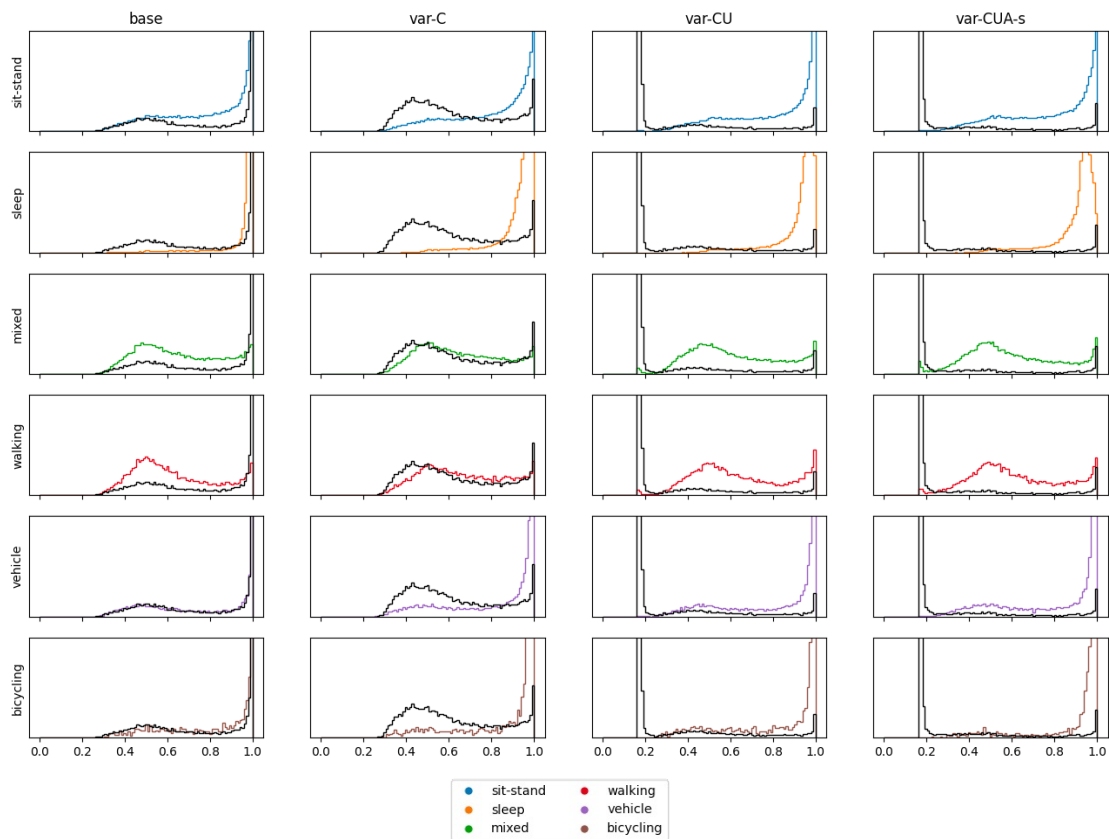 base var-C var-CU var-CUA-s
sit-stand
sleep
mixed
walking
vehicle
bicycling
0.0 0.2 0.4 0.6 0.8 1.0 0.0 0.2 0.4 0.6 0.8 1.0 0.0 0.2 0.4 0.6 0.8 1.0 0.0 0.2 0.4 0.6 0.8 1.0
sit-stand walking
sleep vehicle
mixed bicycling